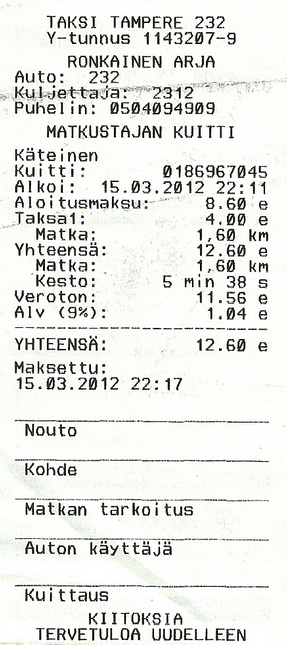 TAKSI TAMPERE 232
Y-tunnus 1143207-9
RONKAINEN ARJA
Auto: 232
Kuljettaja: 2312
Puhelin: 0504094909
MATKUSTAJAN KUITTI
Käteinen
Kuitti: 0186967045
Alkoi: 15.03.2012 22:11
Aloitusmaksu: 8.60 e
Taksa1: 4.00 e
Matka: 1,60 km
Yhteensä: 12.60 e
Matka: 1,60 km
Kesto: 5 min 38 s
Veroton: 11.56 e
Alv (9%): 1.04 e
YHTEENSÄ: 12.60 e
Maksettu:
15.03.2012 22:17
Nouto
Kohde
Matkan tarkoitus
Auton käyttäjä
Kuittaus
KIITOKSIA
TERVETULOA UUDELLEEN